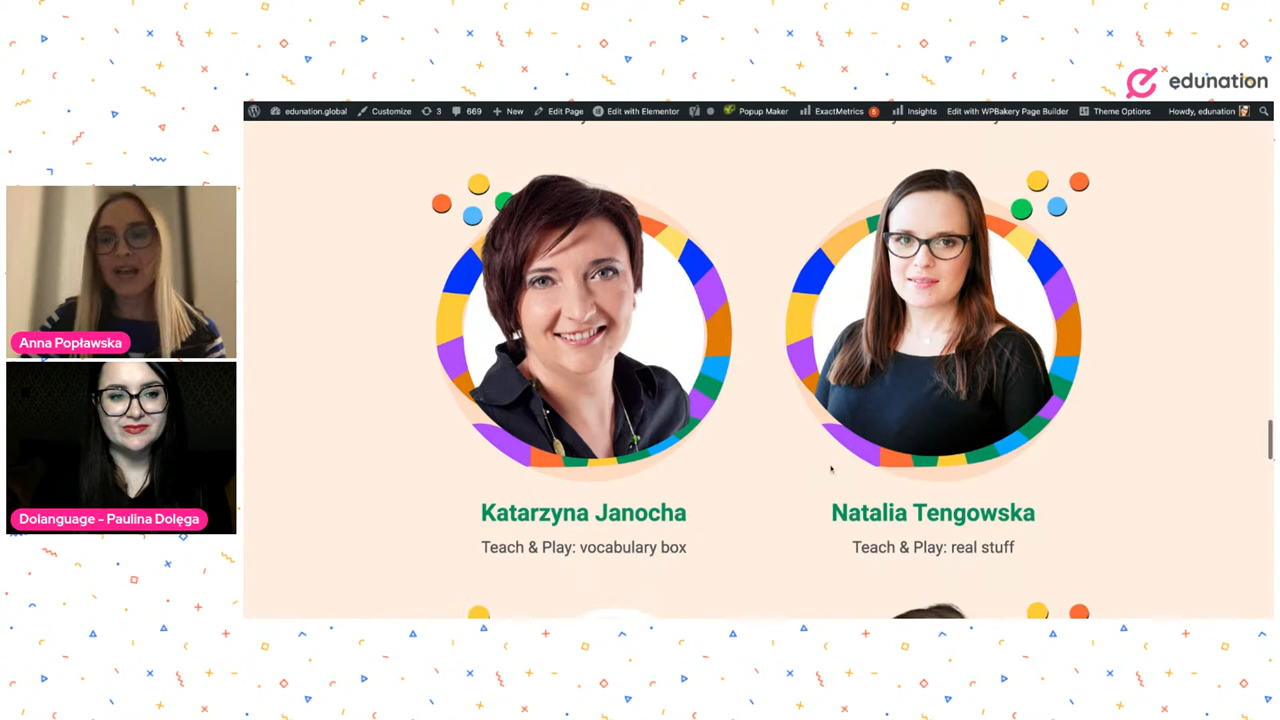 edunation
edunation.global Customize 3 669 New Edit Page Edit with Elementor Popup Maker ExactMetrics 6 Insights Edit with WPBakery Page Builder Theme Options Howdy, edunation
Anna Popławska
Dolanguage - Paulina Dolęga
Katarzyna Janocha
Teach & Play: vocabulary box
Natalia Tengowska
Teach & Play: real stuff